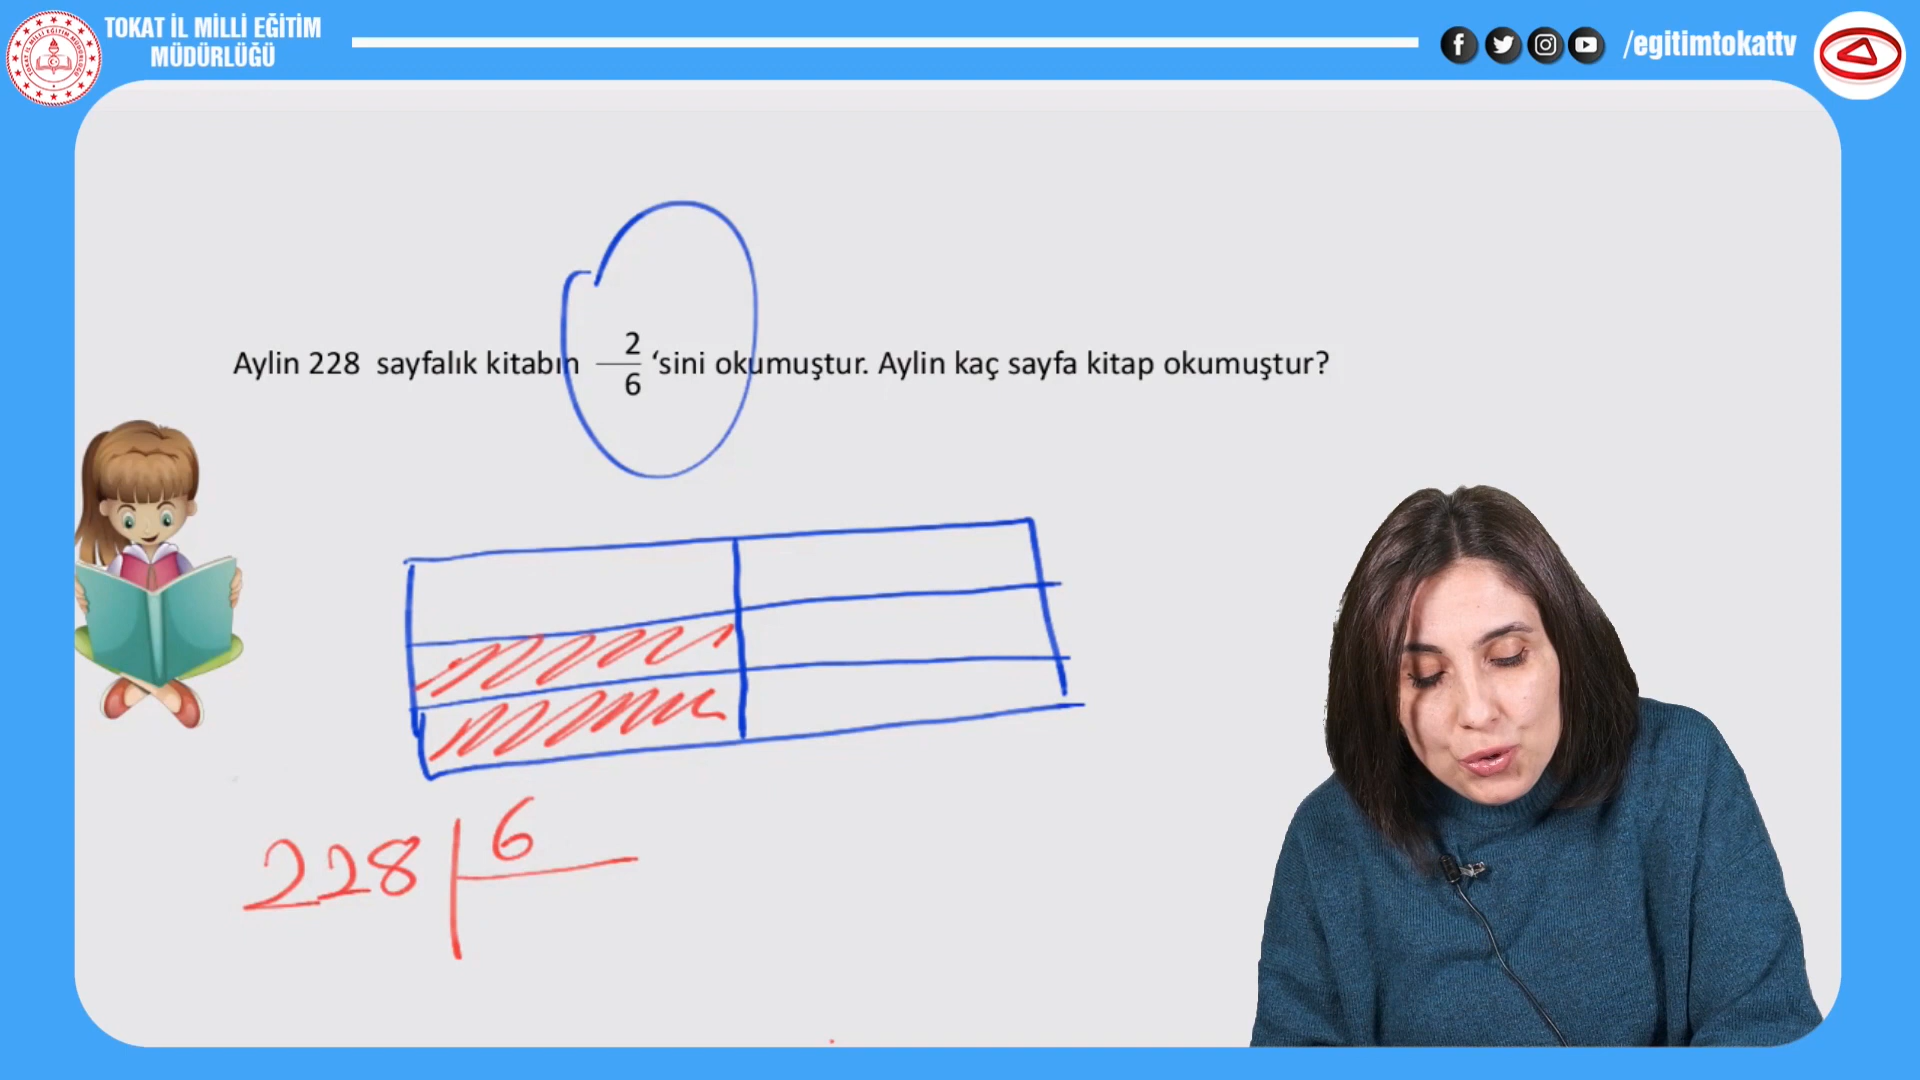 TOKAT İL MİLLİ EĞİTİM
MÜDÜRLÜĞÜ
/egitimtokattv
Aylin 228 sayfalık kitabın 2/6 ‘sini okumuştur. Aylin kaç sayfa kitap okumuştur?
228 6